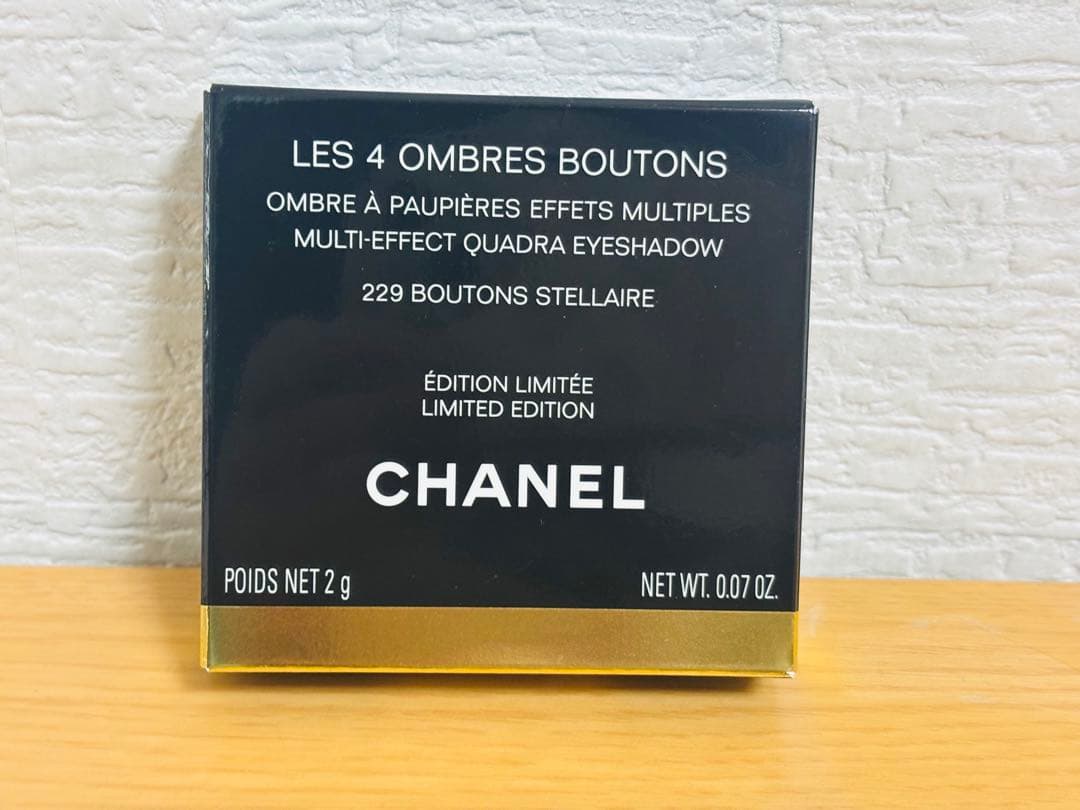 LES 4 OMBRES BOUTONS
OMBRE À PAUPIÈRES EFFETS MULTIPLES
MULTI-EFFECT QUADRA EYESHADOW
229 BOUTONS STELLAIRE
ÉDITION LIMITÉE
LIMITED EDITION
CHANEL
POIDS NET 2 g
NET WT. 0.07 OZ.